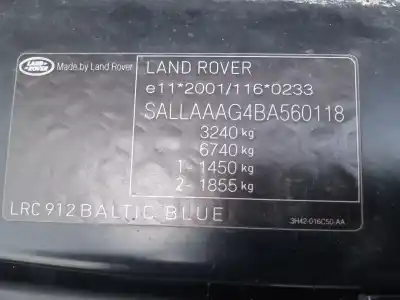 LAND ROVER Made by Land Rover
LAND ROVER
e11*2001/116*0233
SALLAAAG4BA560118
3240 kg
6740 kg
1- 1450 kg
2- 1855 kg
LRC 912 BALTIC BLUE
3H42-016C50-AA